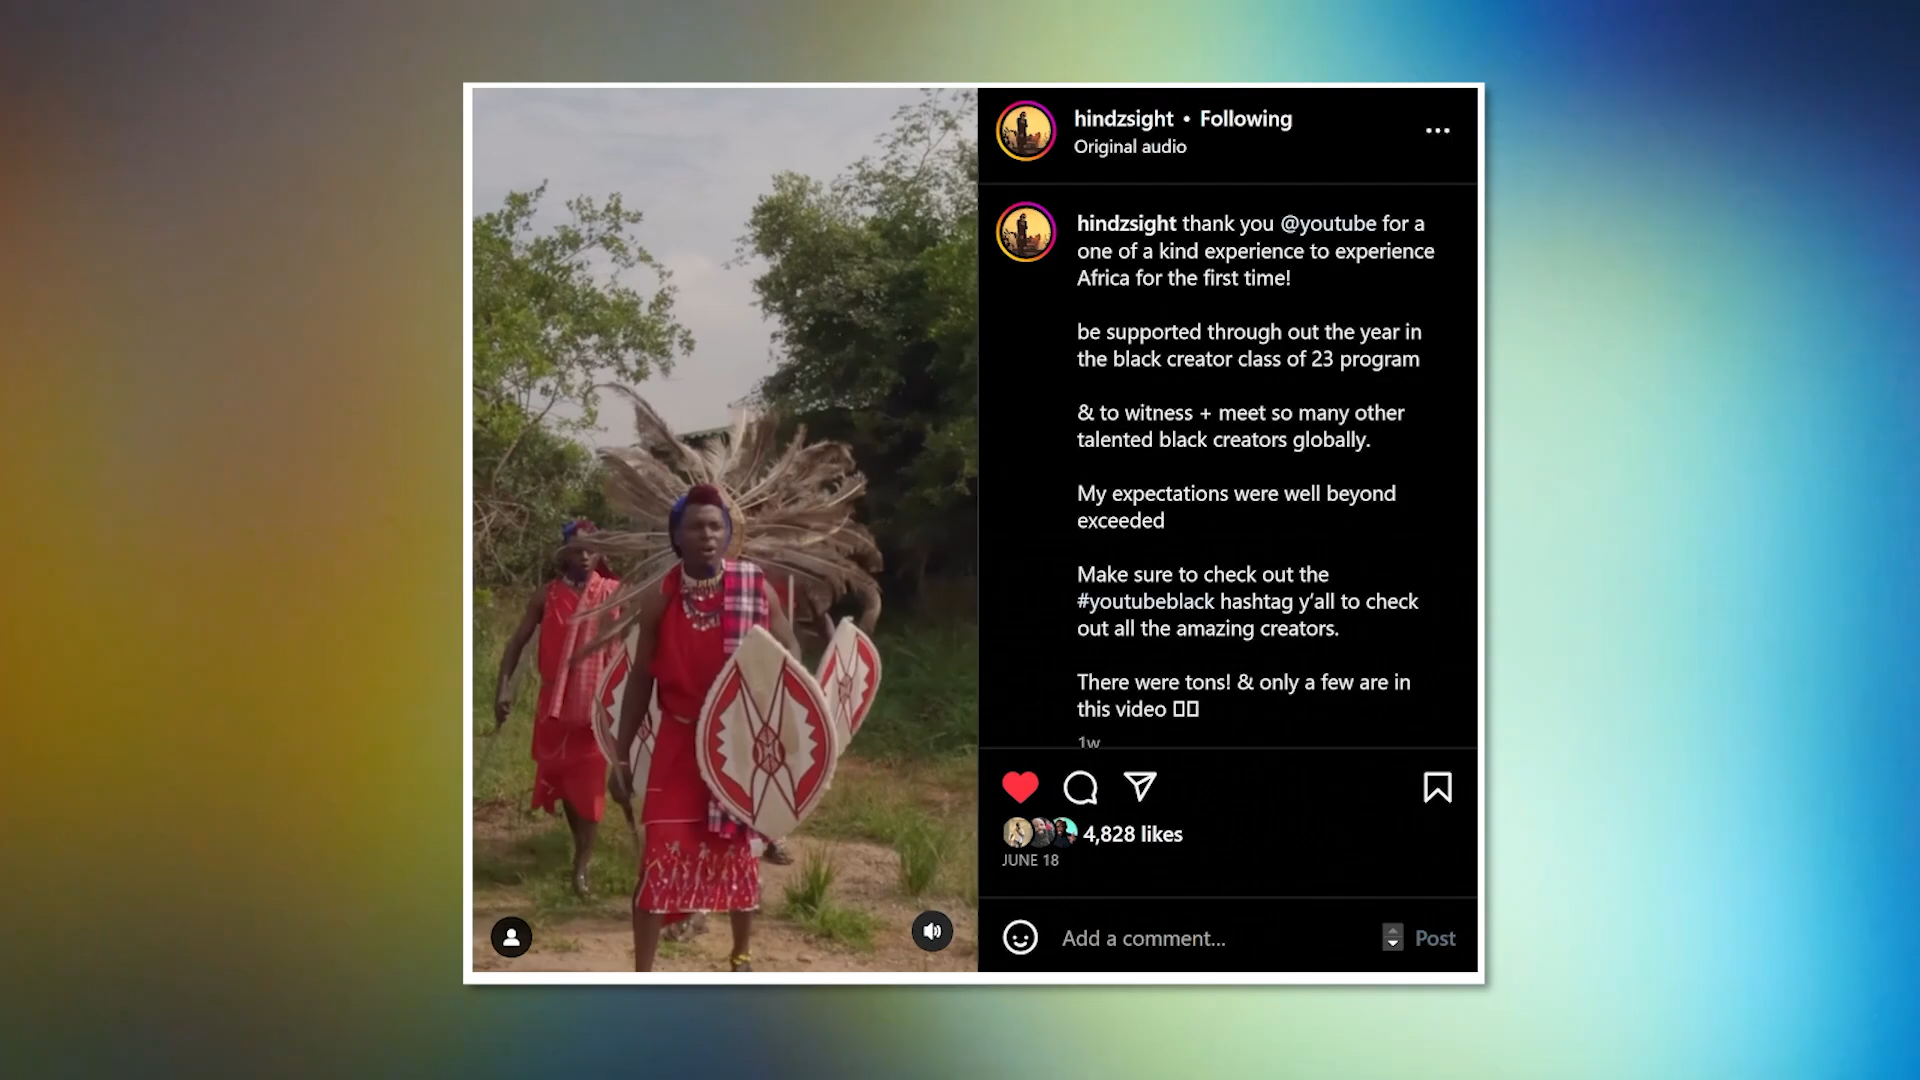 hindzsight • Following
Original audio
hindzsight thank you @youtube for a
one of a kind experience to experience
Africa for the first time!
be supported through out the year in
the black creator class of 23 program
& to witness + meet so many other
talented black creators globally.
My expectations were well beyond
exceeded
Make sure to check out the
#youtubeblack hashtag y'all to check
out all the amazing creators.
There were tons! & only a few are in
this video
1w
4,828 likes
JUNE 18
Add a comment...
Post